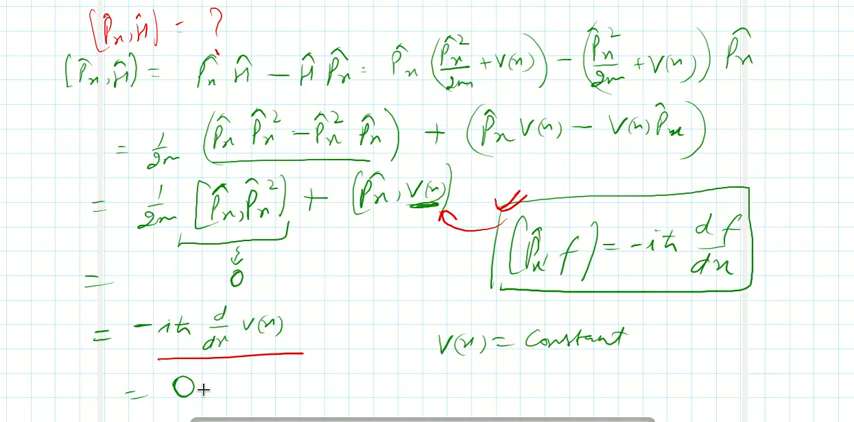 [P̂x, Ĥ] = ?
[P̂x, Ĥ] = P̂x Ĥ − Ĥ P̂x = P̂x (P̂x²/2m + V(x)) − (P̂x²/2m + V(x)) P̂x
= 1/2m (P̂x P̂x² − P̂x² P̂x) + (P̂x V(x) − V(x) P̂x)
= 1/2m [P̂x, P̂x²] + [P̂x, V(x)]
[P̂x, f] = −iħ df/dx
= 0
= −iħ d/dx V(x)
V(x) = Constant
= 0